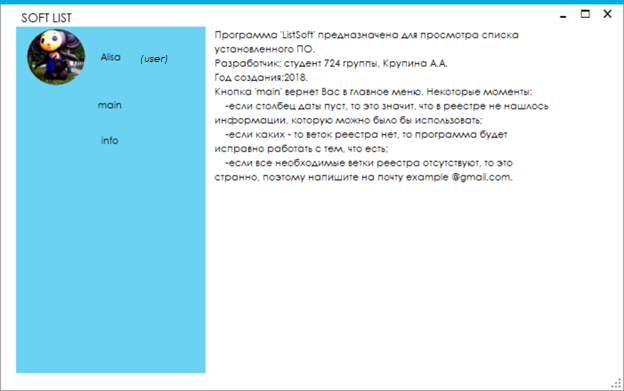 SOFT LIST
Alisa (user)
main
info
Программа 'ListSoft' предназначена для просмотра списка
установленного ПО.
Разработчик: студент 724 группы, Крупина А.А.
Год создания:2018.
Кнопка 'main' вернет Вас в главное меню. Некоторые моменты:
-если столбец даты пуст, то это значит, что в реестре не нашлось
информации, которую можно было бы использовать;
-если каких - то веток реестра нет, то программа будет
исправно работать с тем, что есть;
-если все необходимые ветки реестра отсутствуют, то это
странно, поэтому напишите на почту example @gmail.com.